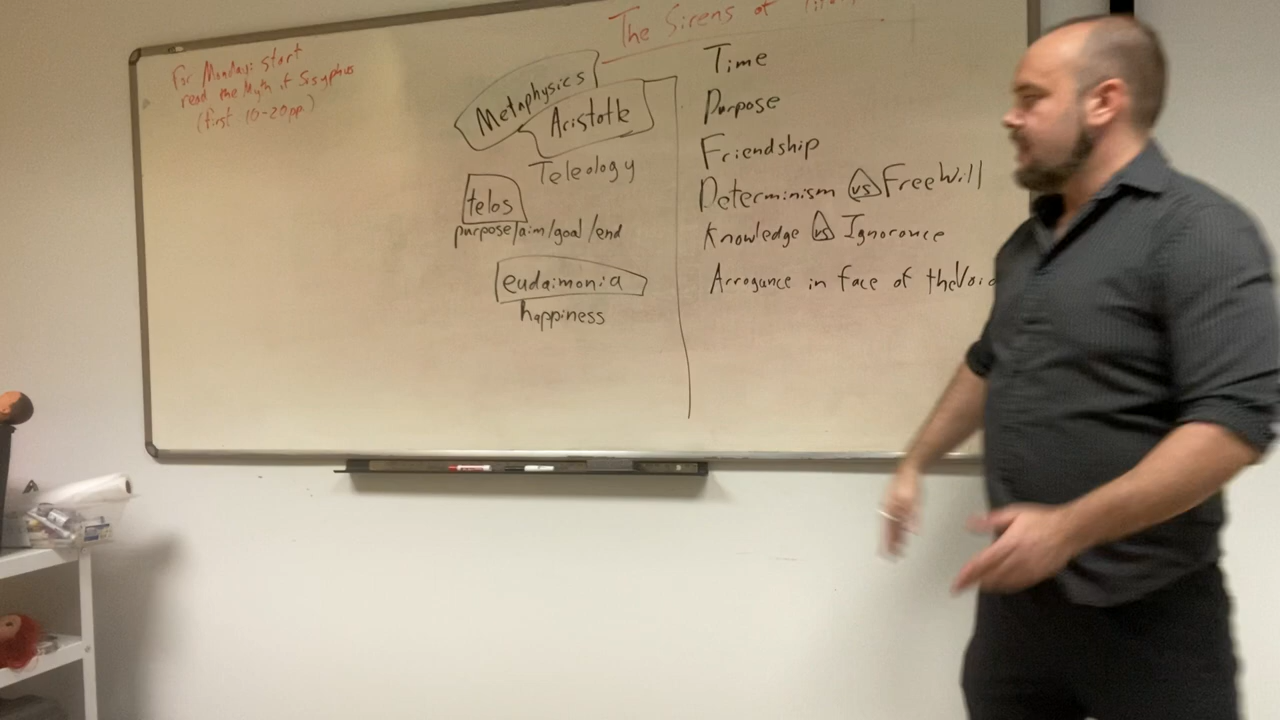 For Monday: start
read the Myth of Sisyphus
(first 10-20pp.)
The Sirens of
Metaphysics
Aristotle
Teleology
telos
purpose/aim/goal/end
eudaimonia
happiness
Time
Purpose
Friendship
Determinism vs Free Will
Knowledge vs Ignorance
Arrogance in face of the Void